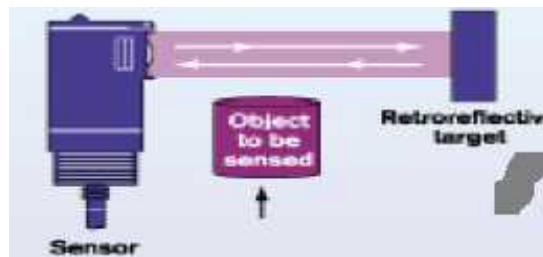 Object
to be
sensed
Retroreflectiv
target
Sensor